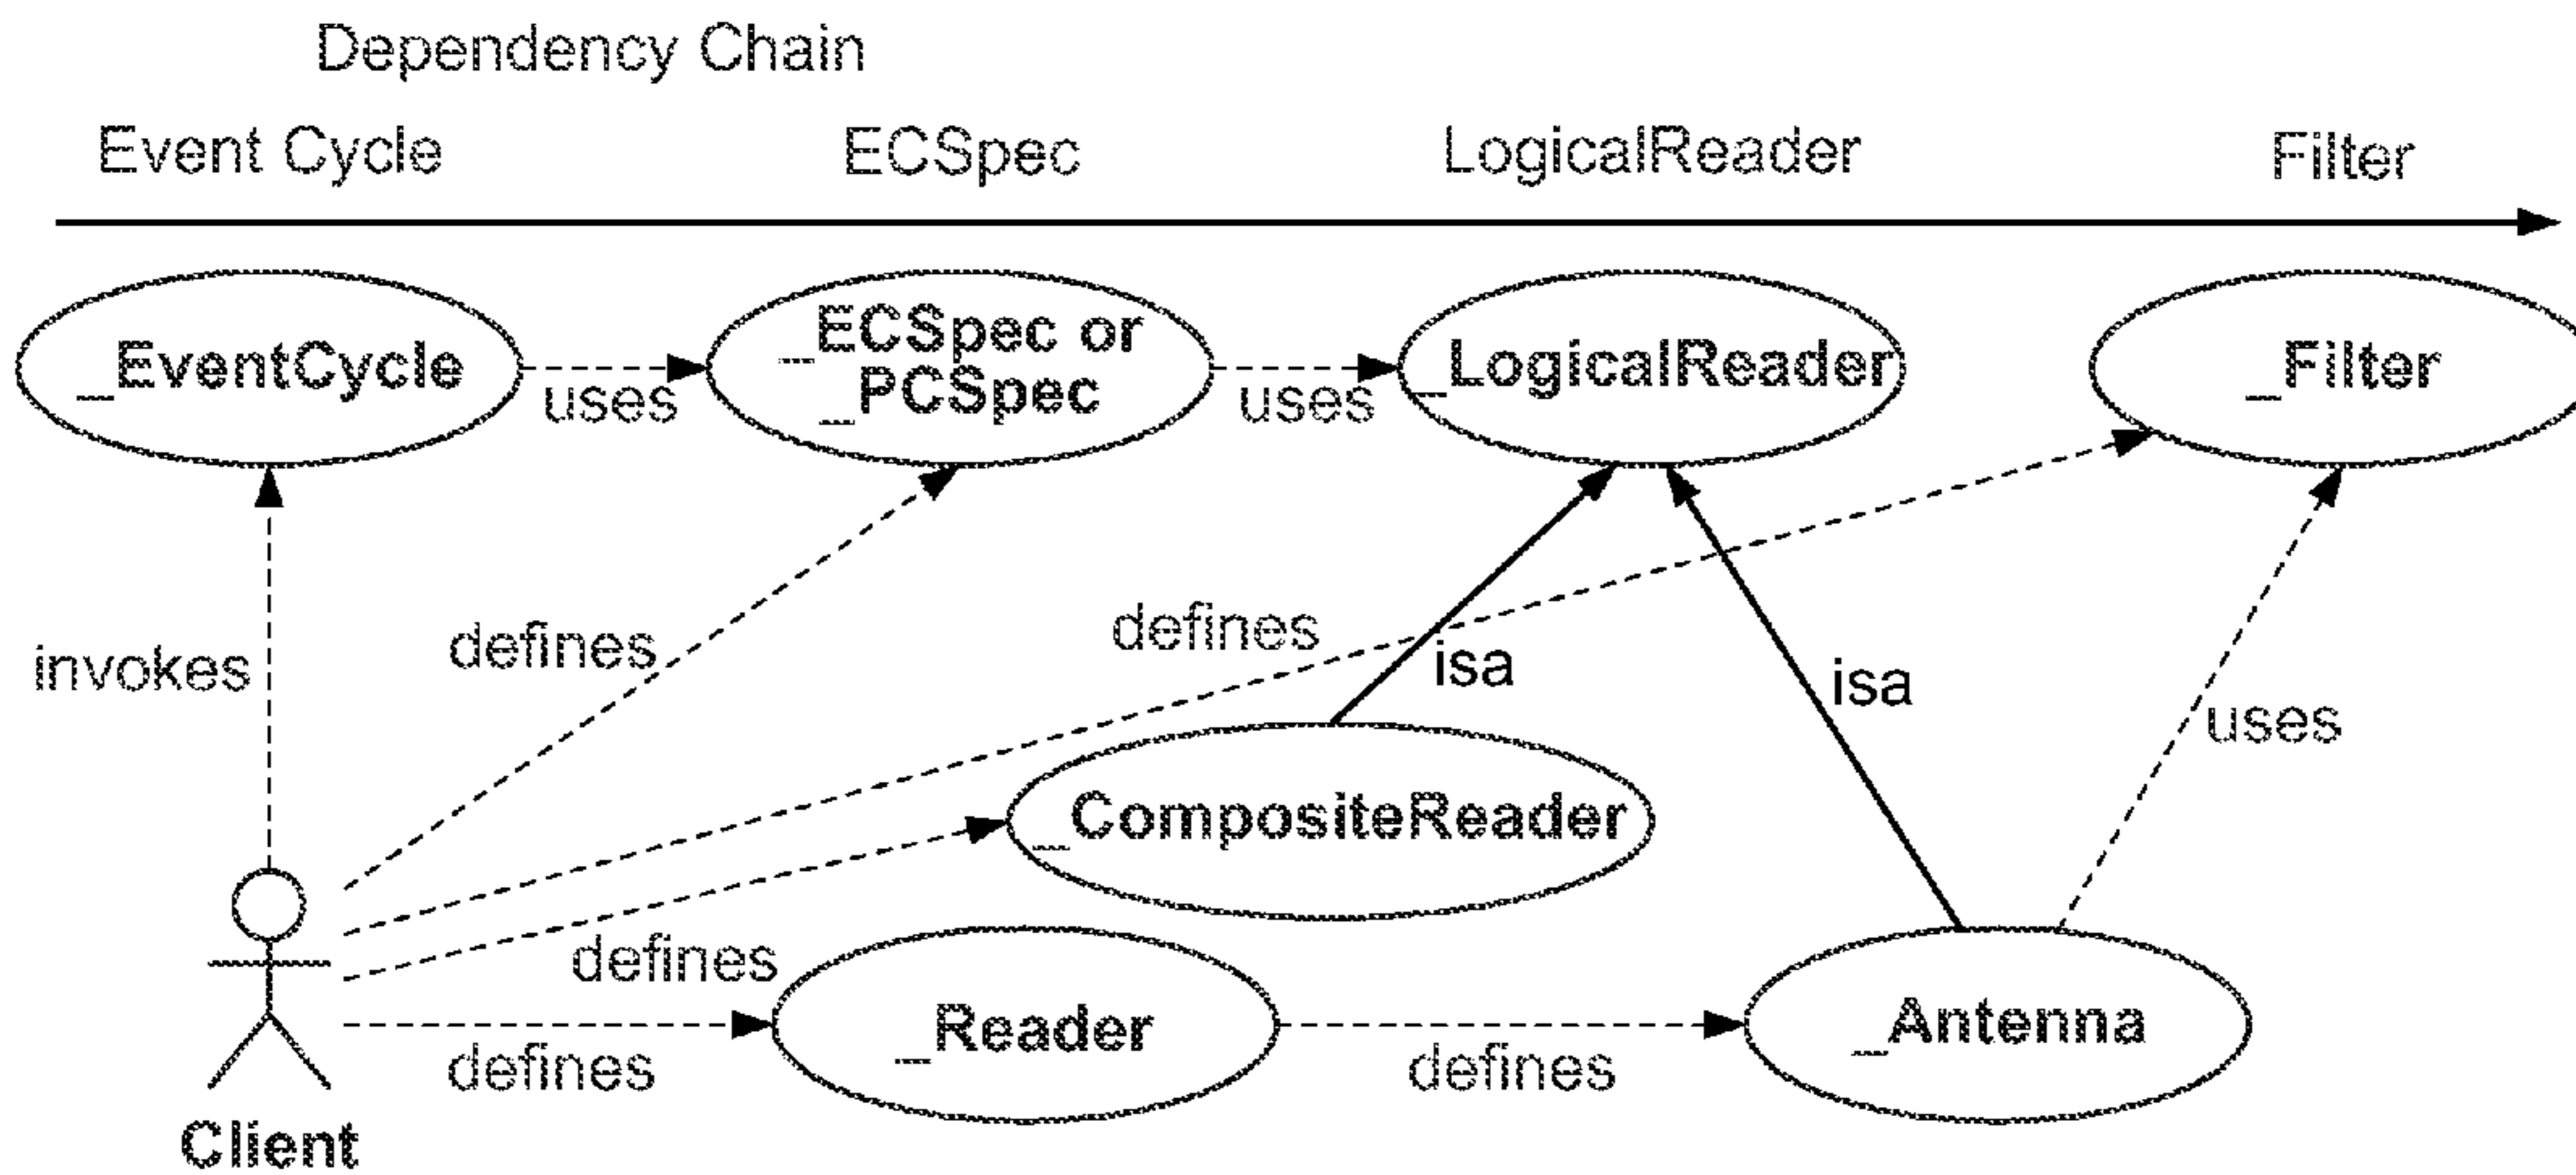 Dependency Chain
Event Cycle ECSpec LogicalReader Filter
_EventCycle
uses
_ECSpec or
_PCSpec
uses
_LogicalReader
_Filter
invokes
defines
defines
isa
isa
uses
_CompositeReader
defines
_Reader
_Antenna
defines
defines
Client